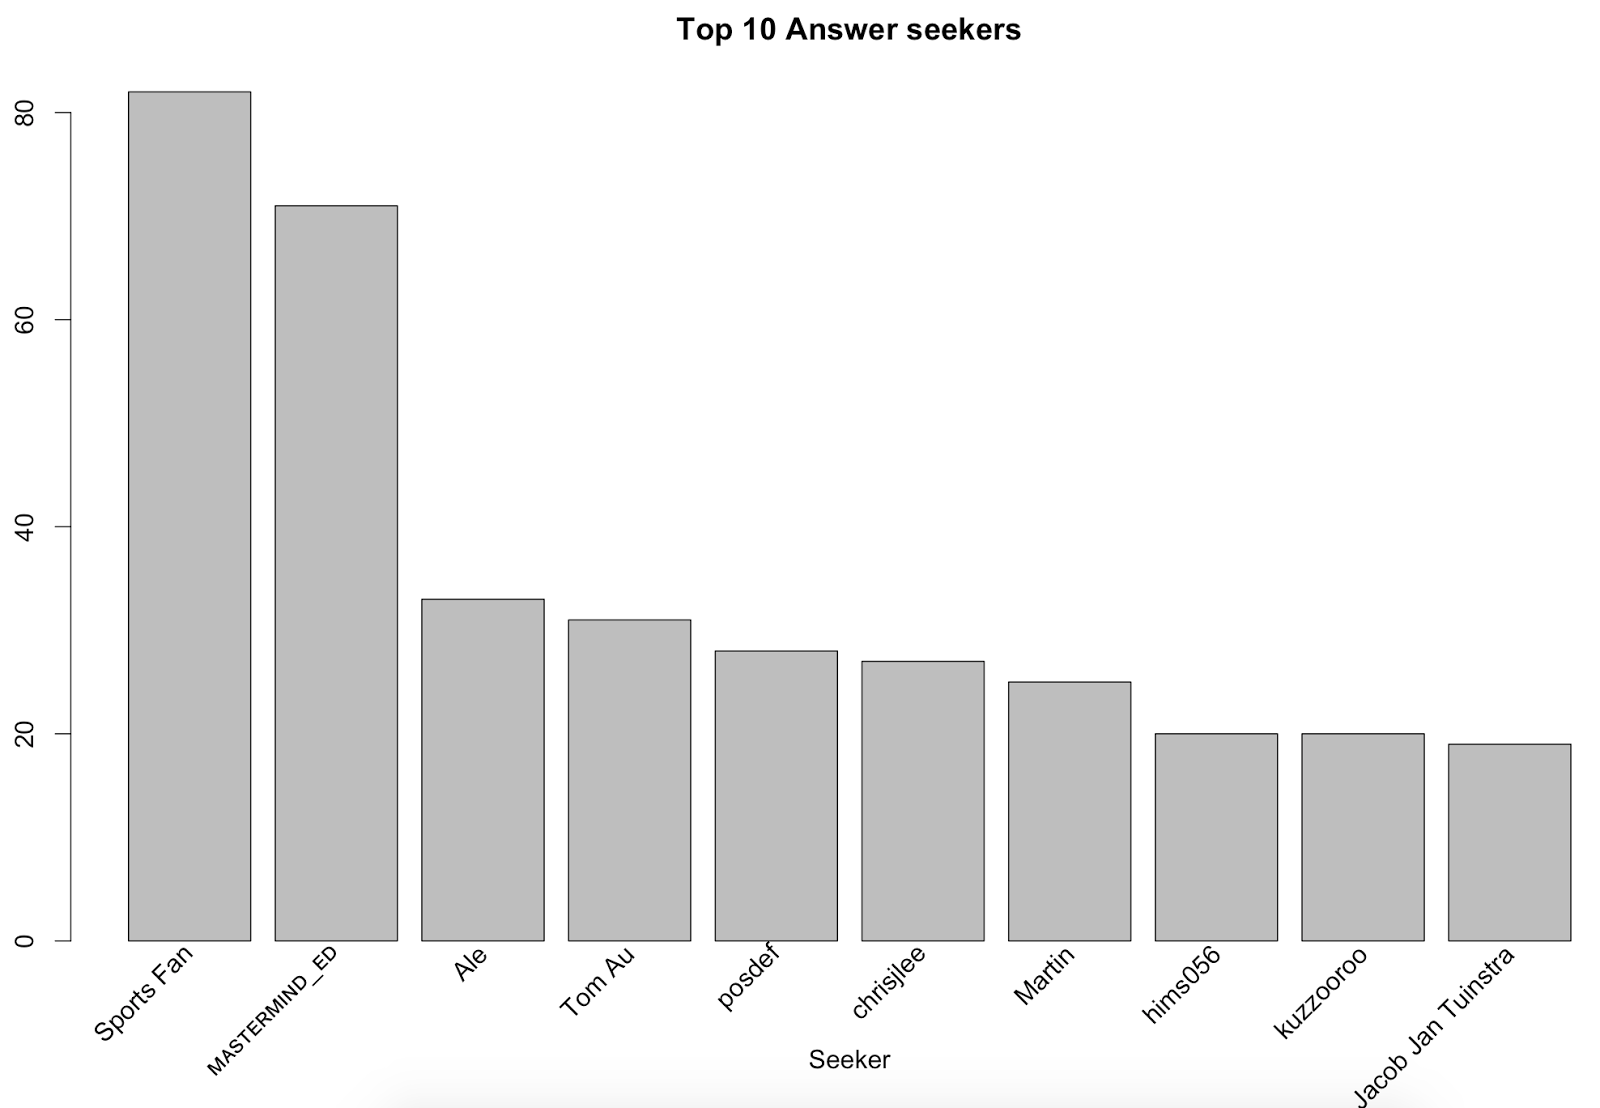 Top 10 Answer seekers
80
60
40
20
0
Sports Fan
ᴍᴀsᴛᴇʀᴍɪɴᴅ_ᴇᴅ
Ale
Tom Au
posdef
chrisjlee
Martin
hims056
kuzzooroo
Jacob Jan Tuinstra
Seeker